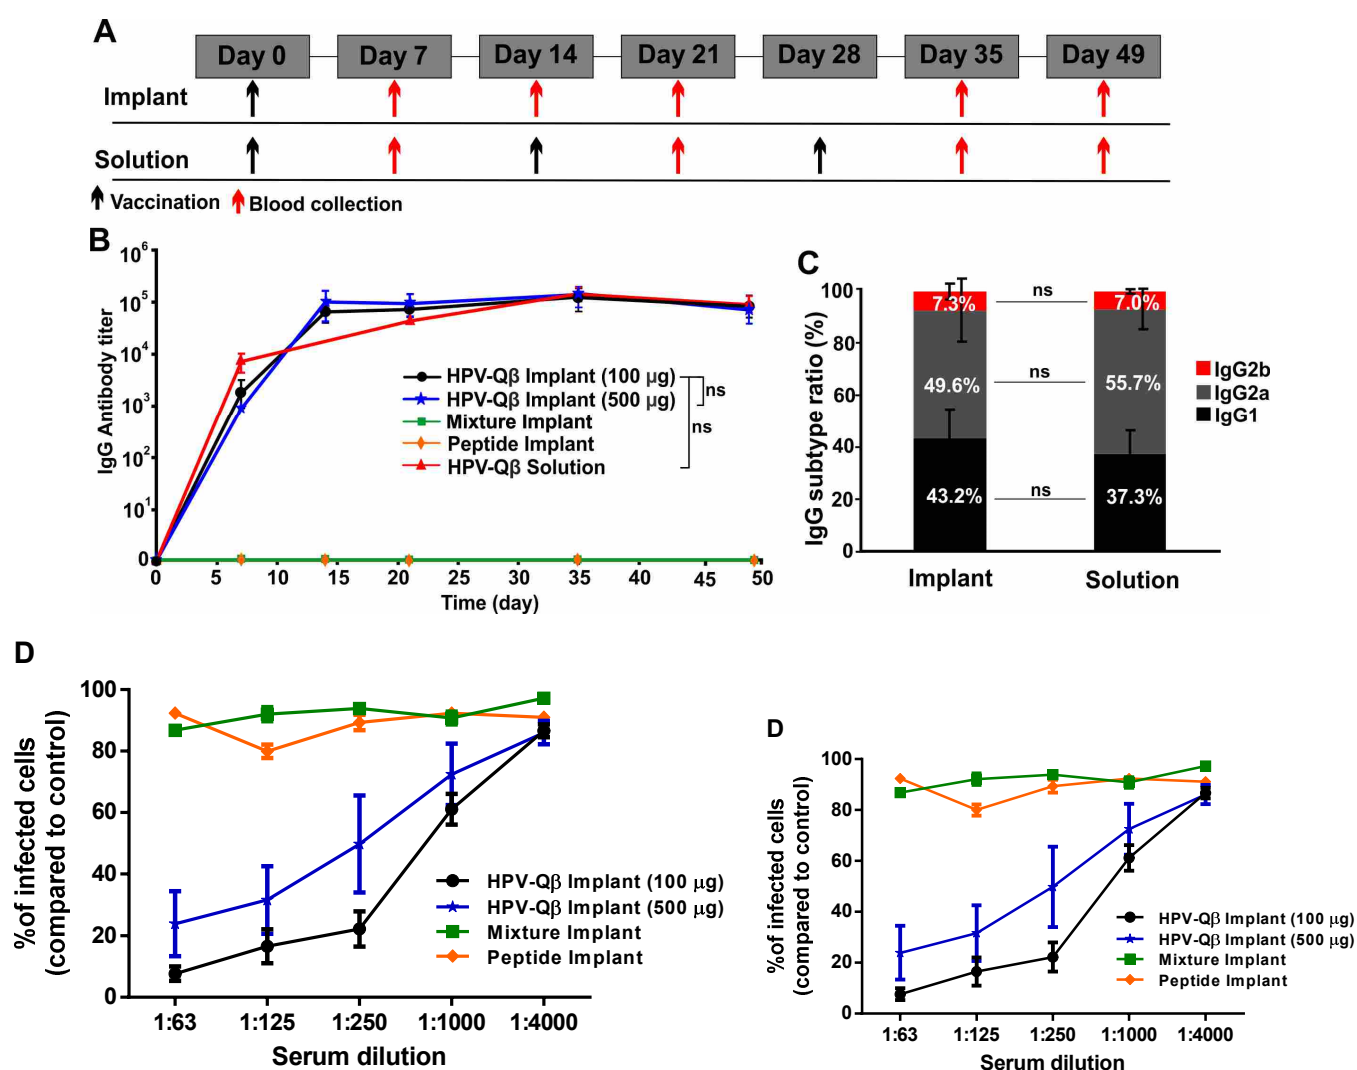 A
Day 0 Day 7 Day 14 Day 21 Day 28 Day 35 Day 49
Implant
Solution
Vaccination Blood collection
B
IgG Antibody titer
10^6
10^5
10^4
10^3
10^2
10^1
0
0 5 10 15 20 25 30 35 40 45 50
Time (day)
HPV-Qβ Implant (100 µg)
HPV-Qβ Implant (500 µg)
Mixture Implant
Peptide Implant
HPV-Qβ Solution
ns
ns
C
IgG subtype ratio (%)
100
80
60
40
20
0
7.3% ns 7.0%
49.6% ns 55.7%
43.2% ns 37.3%
Implant Solution
IgG2b
IgG2a
IgG1
D
%of infected cells
(compared to control)
100
80
60
40
20
0
1:63 1:125 1:250 1:1000 1:4000
Serum dilution
HPV-Qβ Implant (100 µg)
HPV-Qβ Implant (500 µg)
Mixture Implant
Peptide Implant
D
%of infected cells
(compared to control)
100
80
60
40
20
0
1:63 1:125 1:250 1:1000 1:4000
Serum dilution
HPV-Qβ Implant (100 µg)
HPV-Qβ Implant (500 µg)
Mixture Implant
Peptide Implant